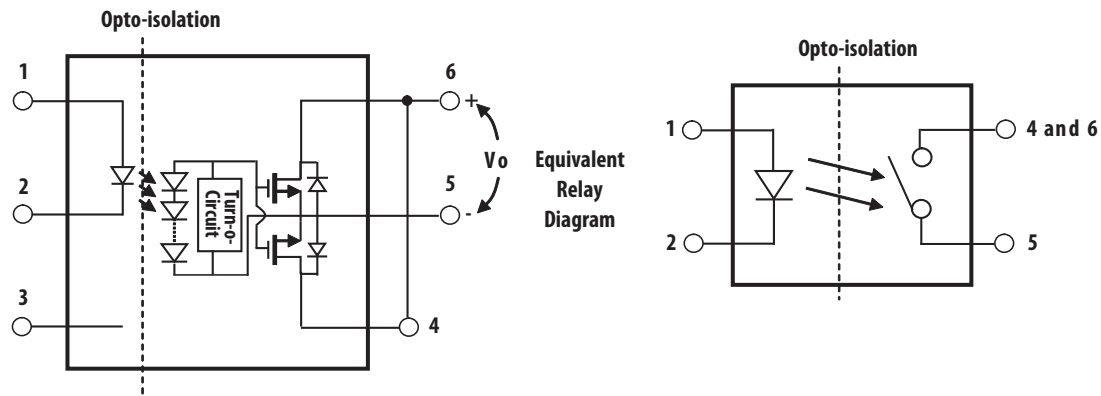 Opto-isolation
1
2
3
Turn-o-
Circuit
6
+
Vo
5
-
4
Equivalent
Relay
Diagram
Opto-isolation
1
2
4 and 6
5